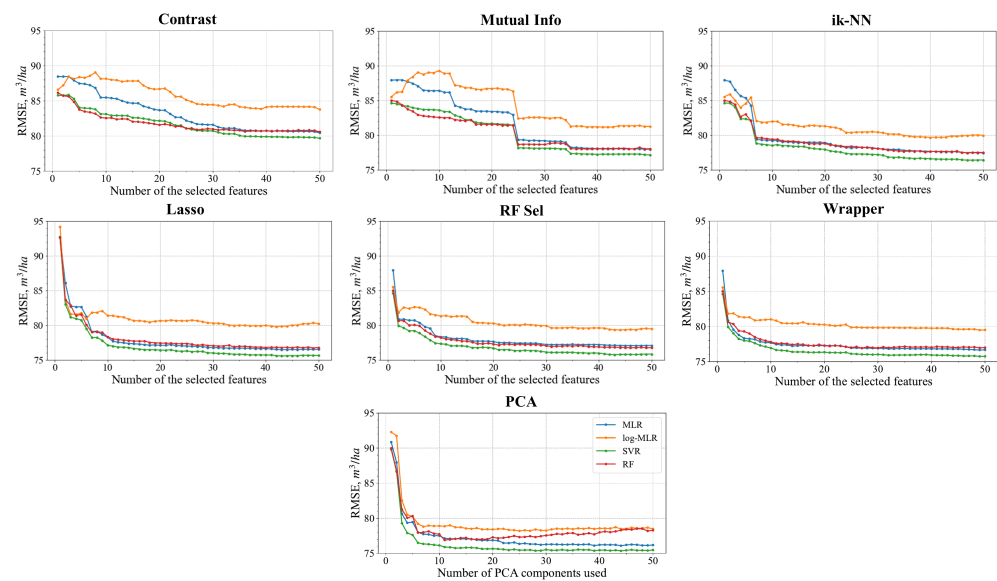 Contrast
95
90
85
80
75
RMSE, m³/ha
0 10 20 30 40 50
Number of the selected features
Mutual Info
95
90
85
80
75
RMSE, m³/ha
0 10 20 30 40 50
Number of the selected features
ik-NN
95
90
85
80
75
RMSE, m³/ha
0 10 20 30 40 50
Number of the selected features
Lasso
95
90
85
80
75
RMSE, m³/ha
0 10 20 30 40 50
Number of the selected features
RF Sel
95
90
85
80
75
RMSE, m³/ha
0 10 20 30 40 50
Number of the selected features
Wrapper
95
90
85
80
75
RMSE, m³/ha
0 10 20 30 40 50
Number of the selected features
PCA
95
90
85
80
75
RMSE, m³/ha
MLR
log-MLR
SVR
RF
0 10 20 30 40 50
Number of PCA components used